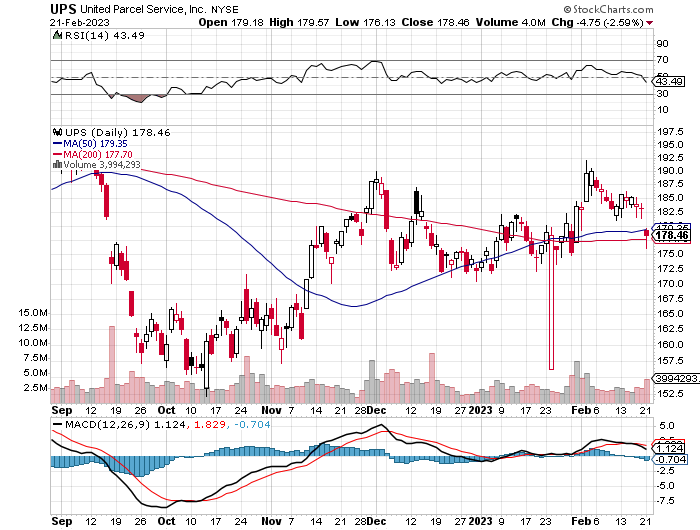 UPS United Parcel Service, Inc. NYSE © StockCharts.com
21-Feb-2023 Open 179.18 High 179.57 Low 176.13 Close 178.46 Volume 4.0M Chg -4.75 (-2.59%)
RSI(14) 43.49
90
70
50
43.49
30
10
UPS (Daily) 178.46
MA(50) 179.35
MA(200) 177.70
Volume 3,994,293
197.5
195.0
192.5
190.0
187.5
185.0
182.5
178.46
175.0
172.5
170.0
167.5
165.0
162.5
160.0
157.5
3994293
152.5
15.0M
12.5M
10.0M
7.5M
5.0M
2.5M
Sep 12 19 26 Oct 10 17 24 Nov 7 14 21 28 Dec 12 19 27 2023 9 17 23 Feb 6 13 21
MACD(12,26,9) 1.124, 1.829, -0.704
5.0
1.124
-0.704
-2.5
-5.0
-7.5
Sep 12 19 26 Oct 10 17 24 Nov 7 14 21 28 Dec 12 19 27 2023 9 17 23 Feb 6 13 21